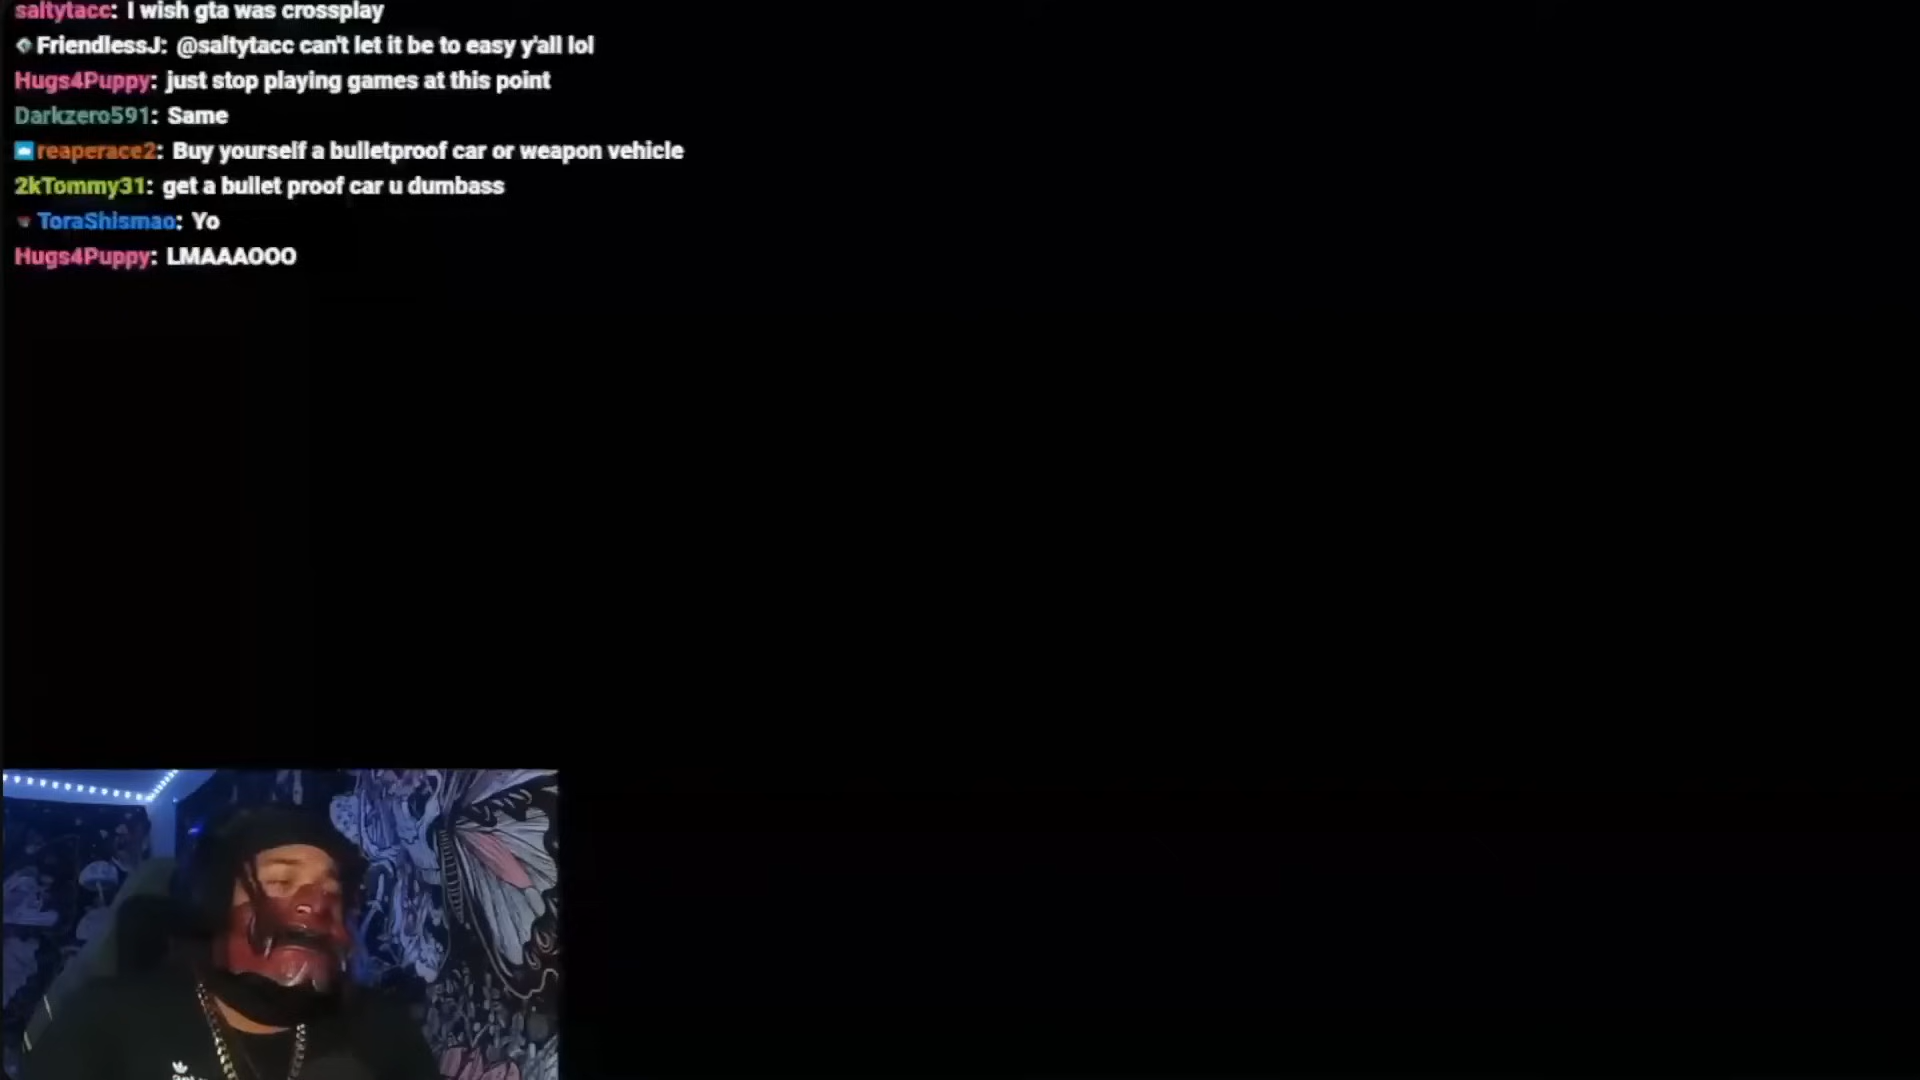 saltytacc: I wish gta was crossplay
FriendlessJ: @saltytacc can't let it be to easy y'all lol
Hugs4Puppy: just stop playing games at this point
Darkzero591: Same
reaperace2: Buy yourself a bulletproof car or weapon vehicle
2kTommy31: get a bullet proof car u dumbass
ToraShismao: Yo
Hugs4Puppy: LMAAAOOO